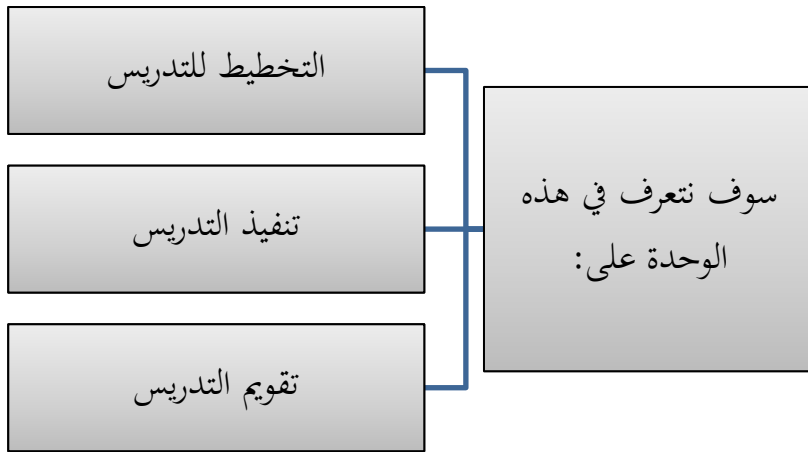 سوف نتعرف في هذه
الوحدة على:
التخطيط للتدريس
تنفيذ التدريس
تقويم التدريس